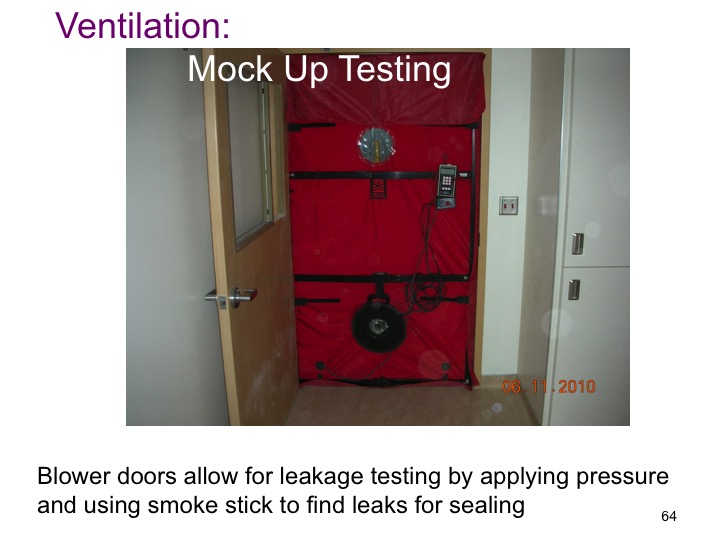 Ventilation:
Mock Up Testing
06.11.2010
Blower doors allow for leakage testing by applying pressure
and using smoke stick to find leaks for sealing
64